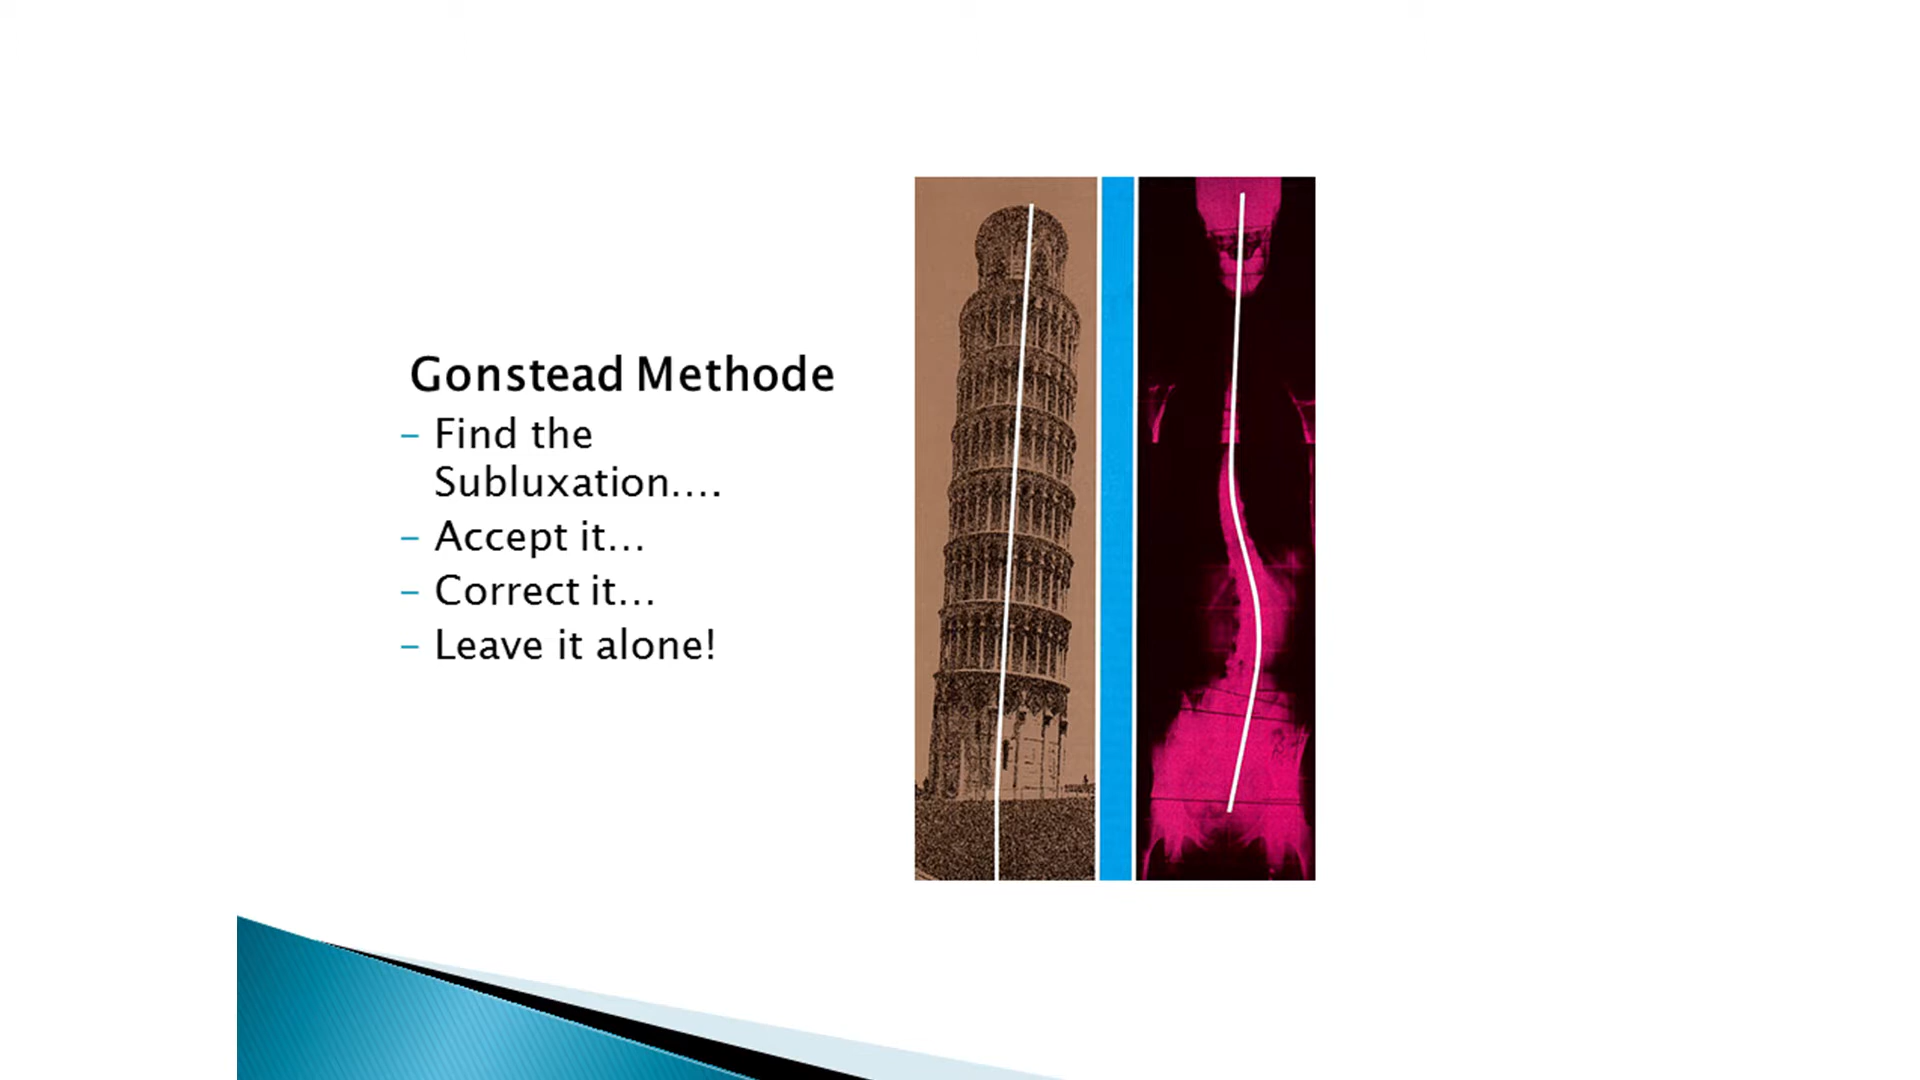 Gonstead Methode
– Find the
Subluxation....
– Accept it...
– Correct it...
– Leave it alone!